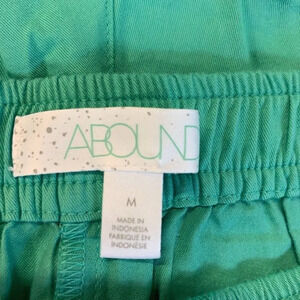 ABOUND
M
MADE IN
INDONESIA
FABRIQUÉ EN
INDONÉSIE